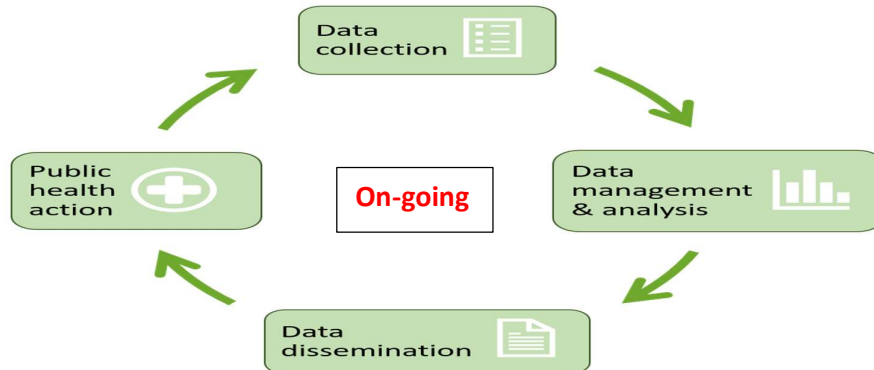 Data
collection
Data
management
& analysis
Data
dissemination
Public
health
action
On-going